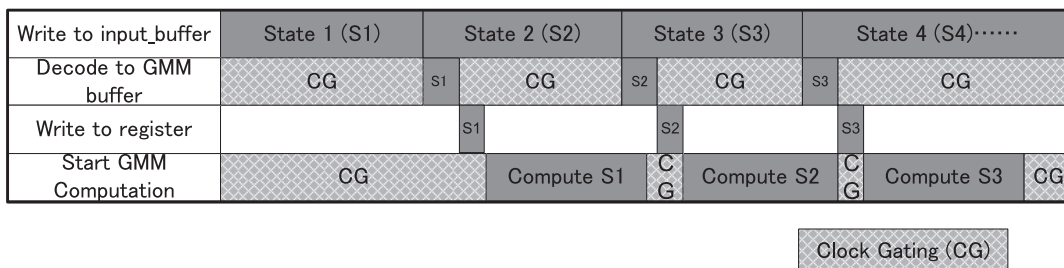 Write to input_buffer State 1 (S1) State 2 (S2) State 3 (S3) State 4 (S4)······
Decode to GMM
buffer
CG S1 CG S2 CG S3 CG
Write to register S1 S2 S3
Start GMM
Computation
CG Compute S1 C
G Compute S2 C
G Compute S3 CG
Clock Gating (CG)